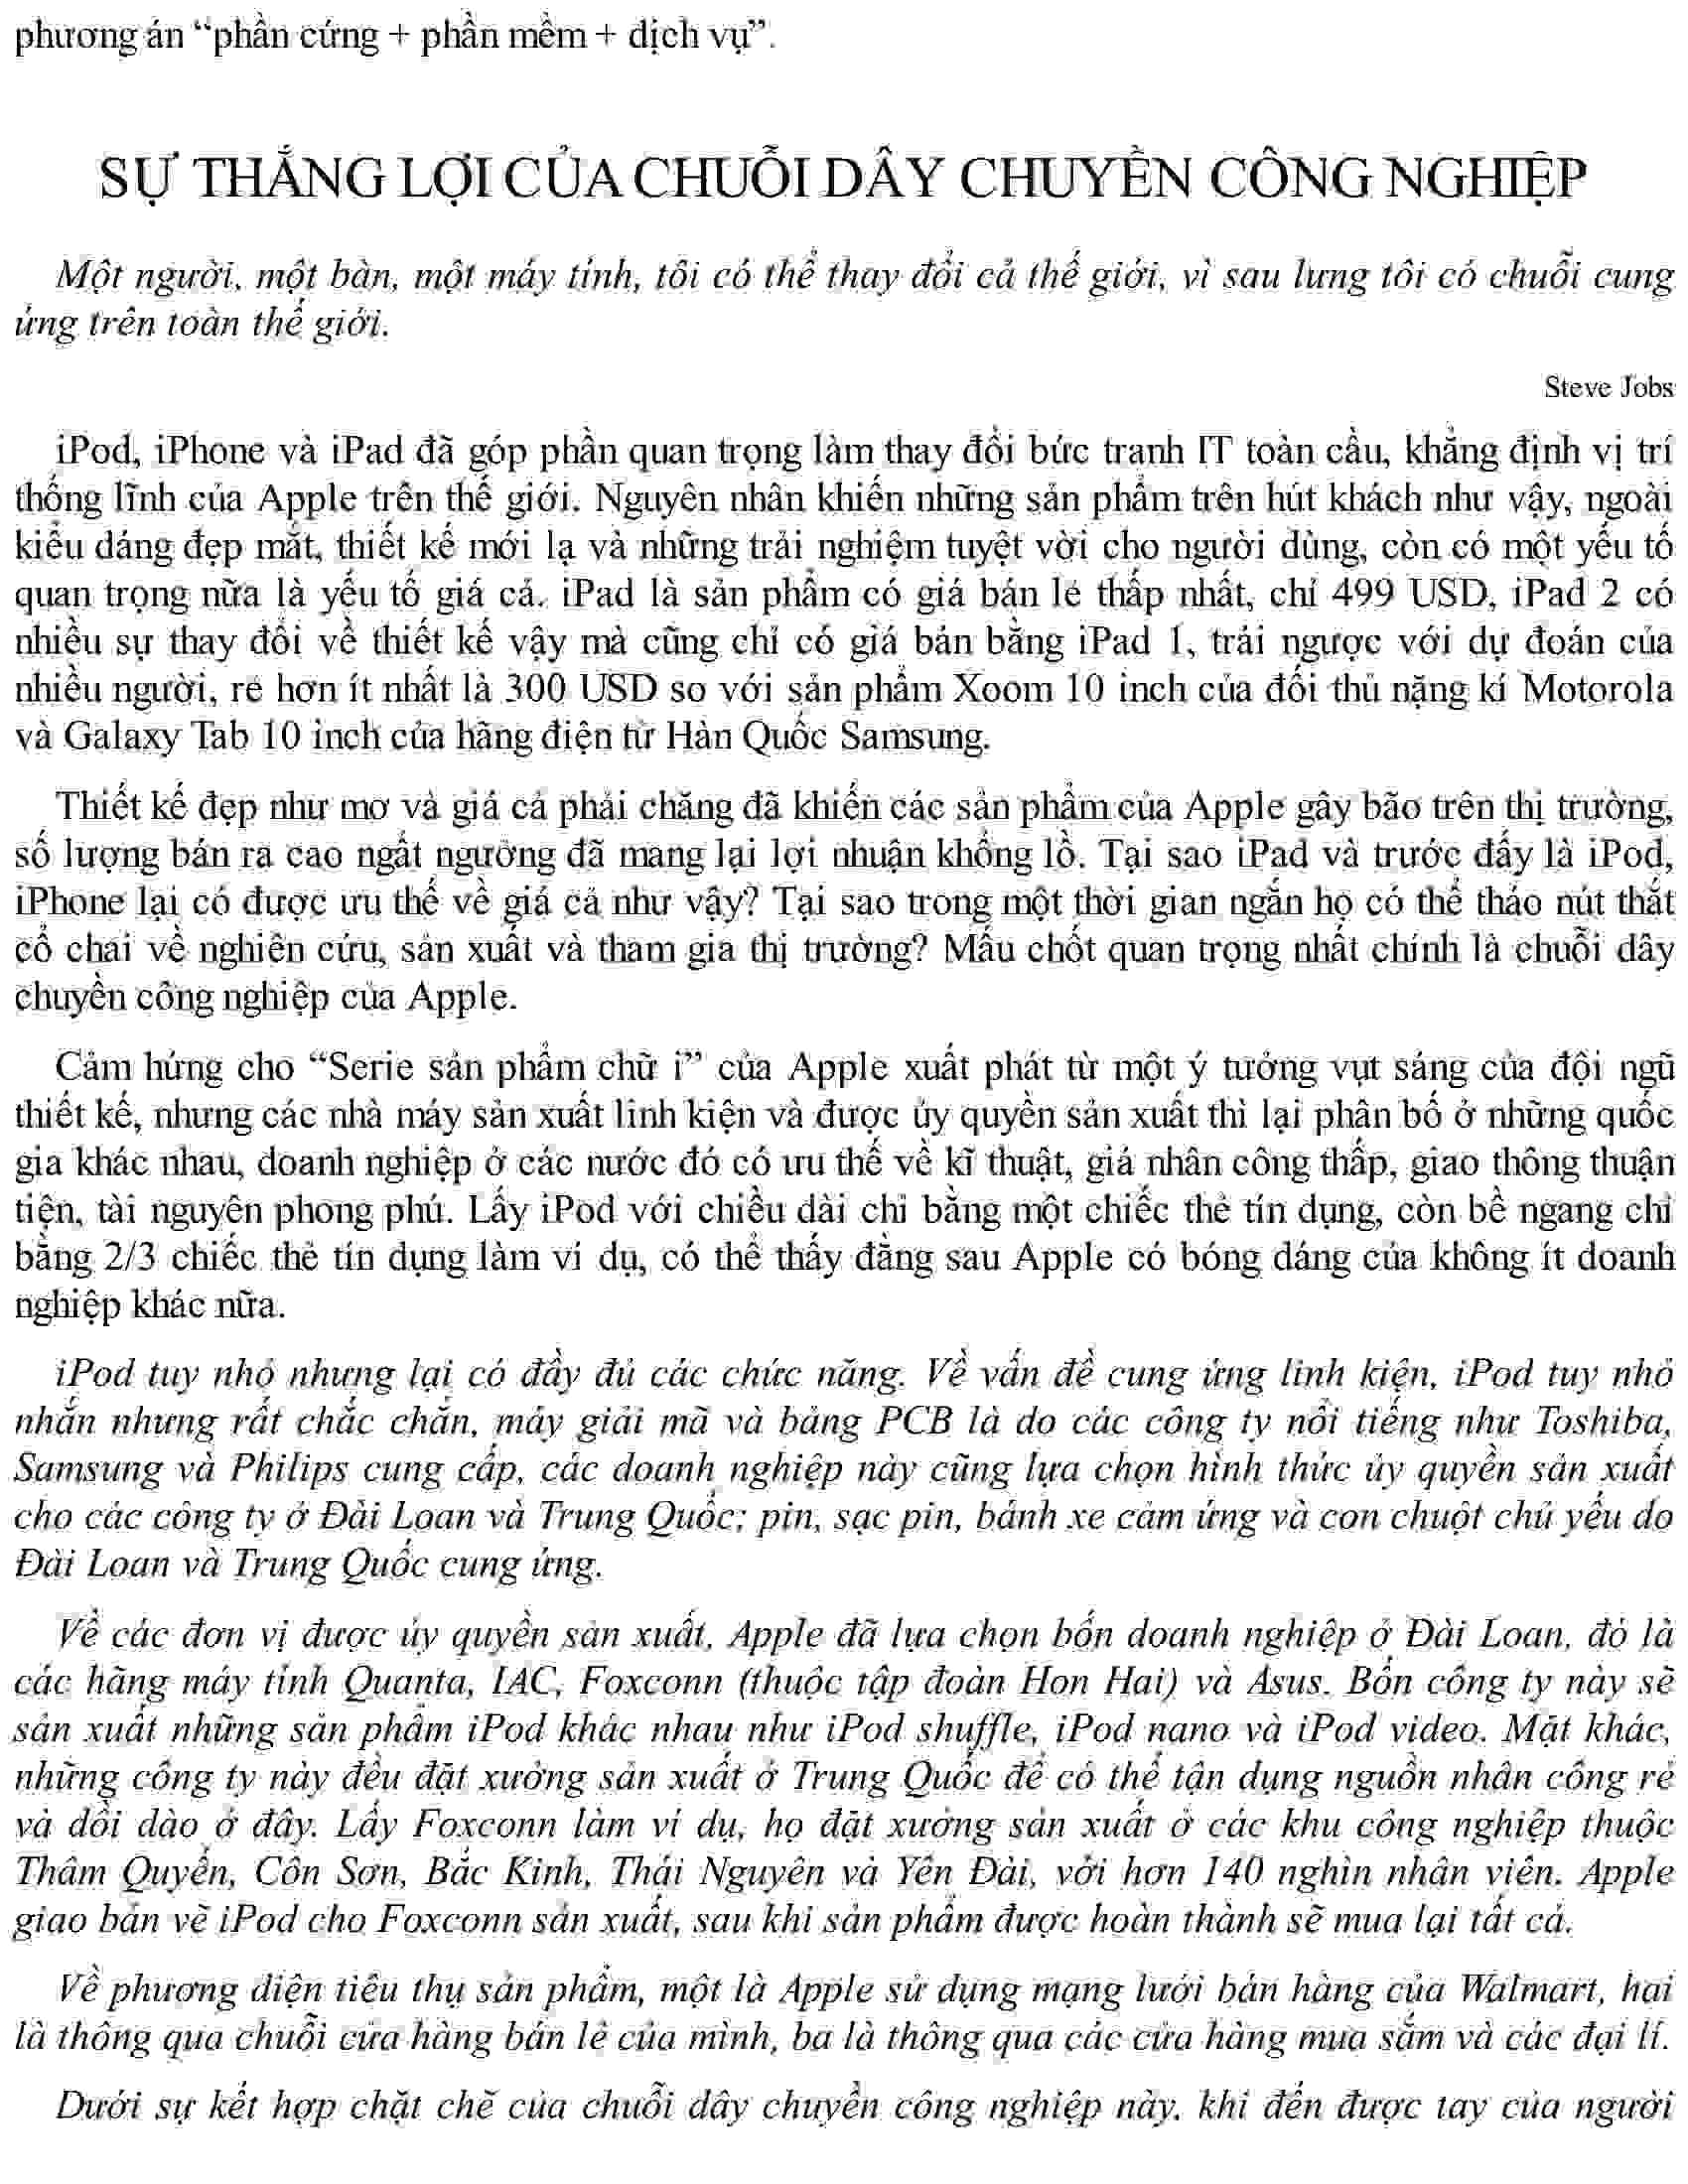 phương án “phần cứng + phần mềm + dịch vụ”.
SỰ THẮNG LỢI CỦA CHUỖI DÂY CHUYỀN CÔNG NGHIỆP
Một người, một bàn, một máy tính, tôi có thể thay đổi cả thế giới, vì sau lưng tôi có chuỗi cung
ứng trên toàn thế giới.
Steve Jobs
iPod, iPhone và iPad đã góp phần quan trọng làm thay đổi bức tranh IT toàn cầu, khẳng định vị trí
thống lĩnh của Apple trên thế giới. Nguyên nhân khiến những sản phẩm trên hút khách như vậy, ngoài
kiểu dáng đẹp mắt, thiết kế mới lạ và những trải nghiệm tuyệt vời cho người dùng, còn có một yếu tố
quan trọng nữa là yếu tố giá cả. iPad là sản phẩm có giá bán lẻ thấp nhất, chỉ 499 USD, iPad 2 có
nhiều sự thay đổi về thiết kế vậy mà cũng chỉ có giá bán bằng iPad 1, trái ngược với dự đoán của
nhiều người, rẻ hơn ít nhất là 300 USD so với sản phẩm Xoom 10 inch của đối thủ nặng kí Motorola
và Galaxy Tab 10 inch của hãng điện tử Hàn Quốc Samsung.
Thiết kế đẹp như mơ và giá cả phải chăng đã khiến các sản phẩm của Apple gây bão trên thị trường,
số lượng bán ra cao ngất ngưởng đã mang lại lợi nhuận khổng lồ. Tại sao iPad và trước đấy là iPod,
iPhone lại có được ưu thế về giá cả như vậy? Tại sao trong một thời gian ngắn họ có thể tháo nút thắt
cổ chai về nghiên cứu, sản xuất và tham gia thị trường? Mấu chốt quan trọng nhất chính là chuỗi dây
chuyền công nghiệp của Apple.
Cảm hứng cho “Serie sản phẩm chữ i” của Apple xuất phát từ một ý tưởng vụt sáng của đội ngũ
thiết kế, nhưng các nhà máy sản xuất linh kiện và được ủy quyền sản xuất thì lại phân bố ở những quốc
gia khác nhau, doanh nghiệp ở các nước đó có ưu thế về kĩ thuật, giá nhân công thấp, giao thông thuận
tiện, tài nguyên phong phú. Lấy iPod với chiều dài chỉ bằng một chiếc thẻ tín dụng, còn bề ngang chỉ
bằng 2/3 chiếc thẻ tín dụng làm ví dụ, có thể thấy đằng sau Apple có bóng dáng của không ít doanh
nghiệp khác nữa.
iPod tuy nhỏ nhưng lại có đầy đủ các chức năng. Về vấn đề cung ứng linh kiện, iPod tuy nhỏ
nhắn nhưng rất chắc chắn, máy giải mã và bảng PCB là do các công ty nổi tiếng như Toshiba,
Samsung và Philips cung cấp, các doanh nghiệp này cũng lựa chọn hình thức ủy quyền sản xuất
cho các công ty ở Đài Loan và Trung Quốc; pin, sạc pin, bánh xe cảm ứng và con chuột chủ yếu do
Đài Loan và Trung Quốc cung ứng.
Về các đơn vị được ủy quyền sản xuất, Apple đã lựa chọn bốn doanh nghiệp ở Đài Loan, đó là
các hãng máy tính Quanta, IAC, Foxconn (thuộc tập đoàn Hon Hai) và Asus. Bốn công ty này sẽ
sản xuất những sản phẩm iPod khác nhau như iPod shuffle, iPod nano và iPod video. Mặt khác,
những công ty này đều đặt xưởng sản xuất ở Trung Quốc để có thể tận dụng nguồn nhân công rẻ
và dồi dào ở đây. Lấy Foxconn làm ví dụ, họ đặt xưởng sản xuất ở các khu công nghiệp thuộc
Thâm Quyến, Côn Sơn, Bắc Kinh, Thái Nguyên và Yên Đài, với hơn 140 nghìn nhân viên. Apple
giao bản vẽ iPod cho Foxconn sản xuất, sau khi sản phẩm được hoàn thành sẽ mua lại tất cả.
Về phương diện tiêu thụ sản phẩm, một là Apple sử dụng mạng lưới bán hàng của Walmart, hai
là thông qua chuỗi cửa hàng bán lẻ của mình, ba là thông qua các cửa hàng mua sắm và các đại lí.
Dưới sự kết hợp chặt chẽ của chuỗi dây chuyền công nghiệp này, khi đến được tay của người